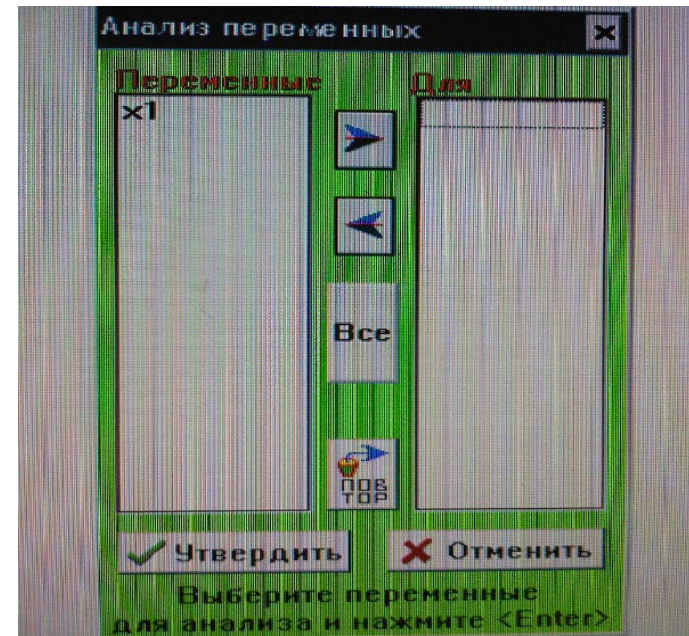 Анализ переменных
Переменные
Для
x1
Все
ПОВ
ТОР
Утвердить
Отменить
Выберите переменные
для анализа и нажмите <Enter>